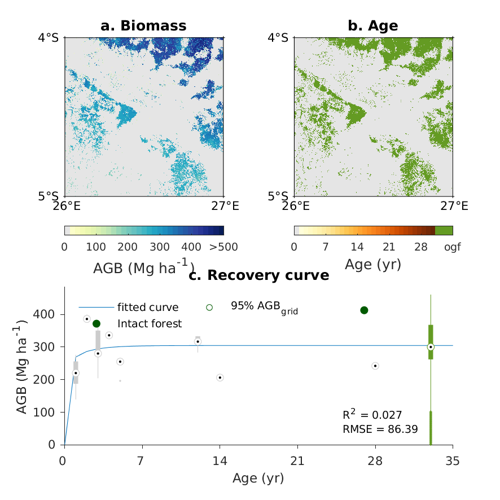 a. Biomass
4°S
5°S
26°E 27°E
0 100 200 300 400 >500
AGB (Mg ha⁻¹)
b. Age
4°S
5°S
26°E 27°E
0 7 14 21 28 ogf
Age (yr)
c. Recovery curve
fitted curve
Intact forest
95% AGB_grid
R² = 0.027
RMSE = 86.39
400
300
200
100
0
AGB (Mg ha⁻¹)
0 7 14 21 28 35
Age (yr)